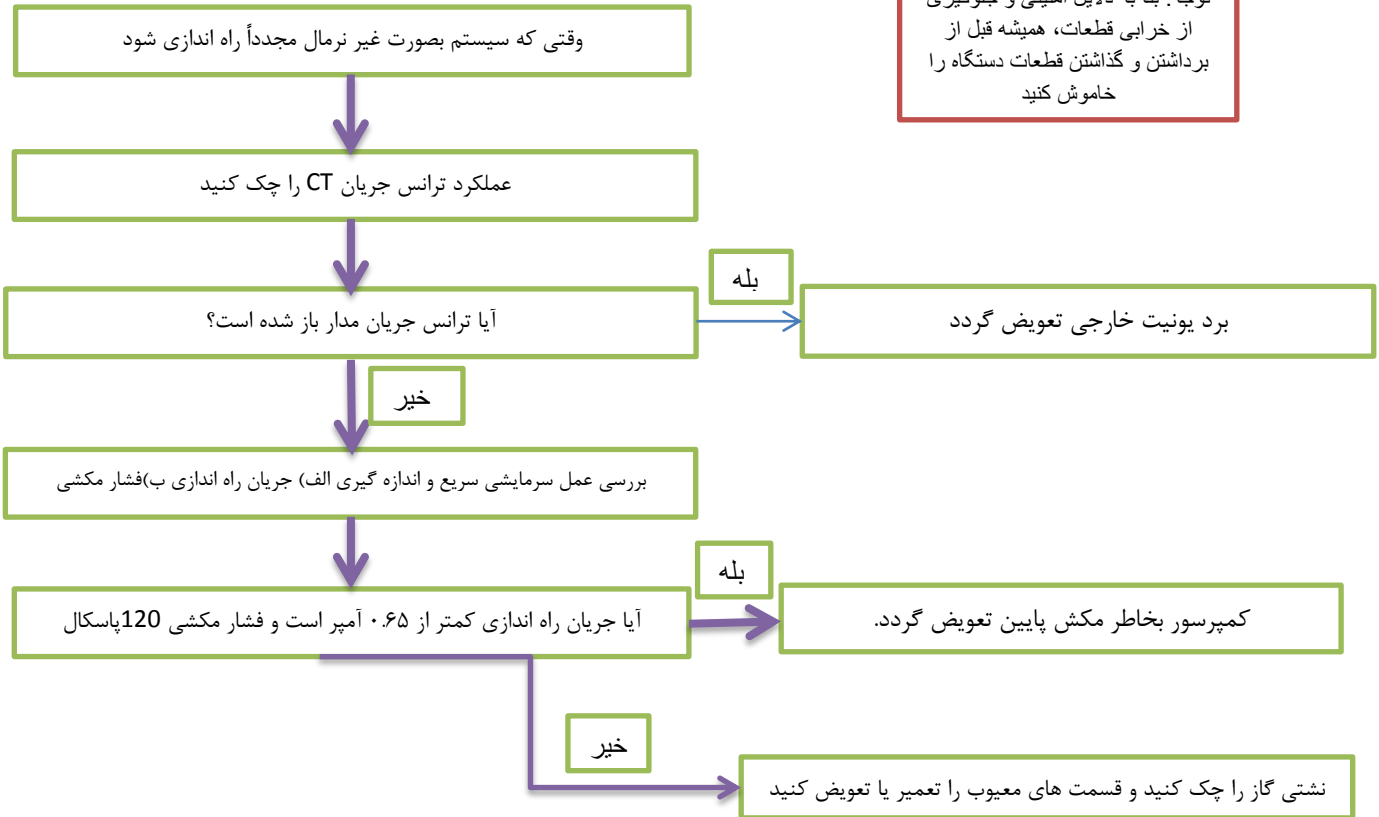 وقتی که سیستم بصورت غیر نرمال مجدداً راه اندازی شود
از خرابی قطعات، همیشه قبل از
برداشتن و گذاشتن قطعات دستگاه را
خاموش کنید
عملکرد ترانس جریان CT را چک کنید
آیا ترانس جریان مدار باز شده است؟
بله
برد یونیت خارجی تعویض گردد
خیر
بررسی عمل سرمایشی سریع و اندازه گیری الف) جریان راه اندازی ب)فشار مکشی
آیا جریان راه اندازی کمتر از ۰.۶۵ آمپر است و فشار مکشی 120پاسکال
بله
کمپرسور بخاطر مکش پایین تعویض گردد.
خیر
نشتی گاز را چک کنید و قسمت های معیوب را تعمیر یا تعویض کنید